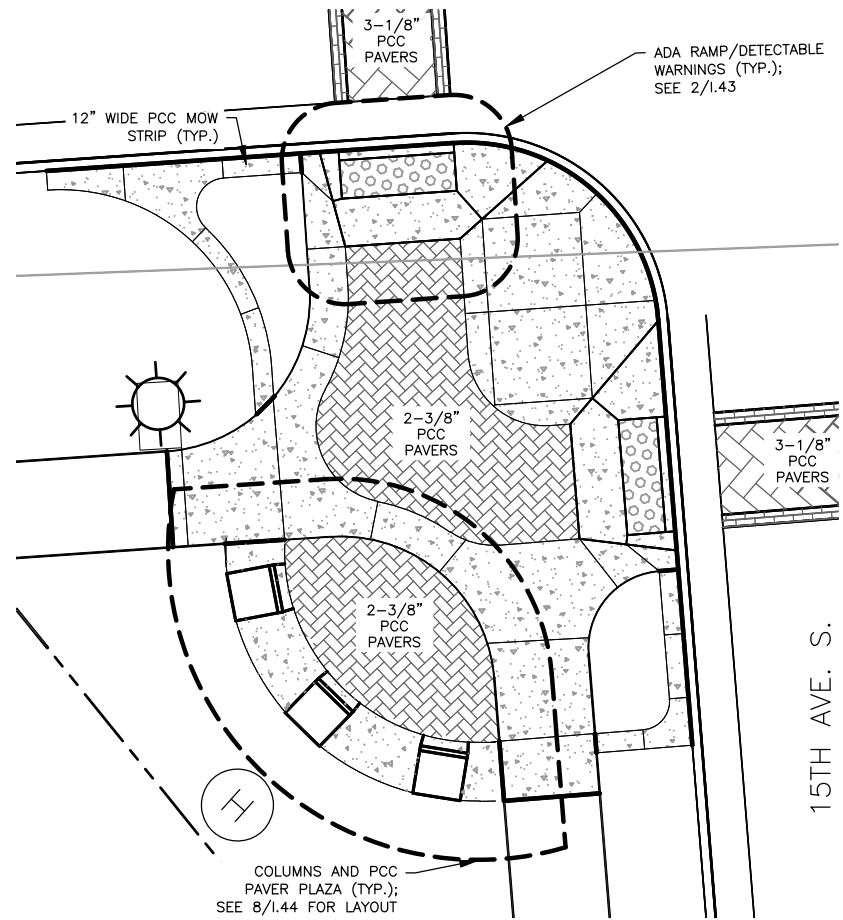 3-1/8"
PCC
PAVERS
ADA RAMP/DETECTABLE
WARNINGS (TYP.);
SEE 2/I.43
12" WIDE PCC MOW
STRIP (TYP.)
2-3/8"
PCC
PAVERS
3-1/8"
PCC
PAVERS
2-3/8"
PCC
PAVERS
15TH AVE. S.
H
COLUMNS AND PCC
PAVER PLAZA (TYP.);
SEE 8/I.44 FOR LAYOUT